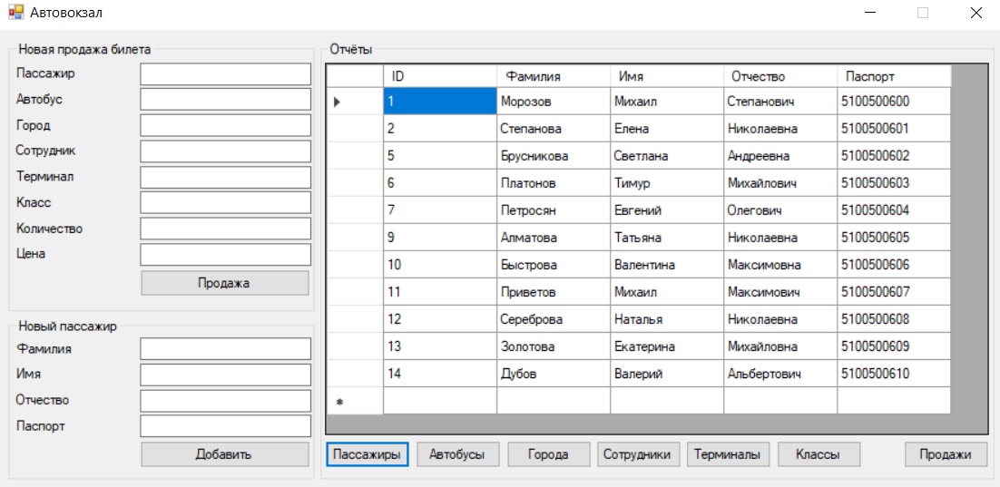 Автовокзал
Новая продажа билета
Пассажир
Автобус
Город
Сотрудник
Терминал
Класс
Количество
Цена
Продажа
Новый пассажир
Фамилия
Имя
Отчество
Паспорт
Добавить
Отчёты
ID Фамилия Имя Отчество Паспорт
1 Морозов Михаил Степанович 5100500600
2 Степанова Елена Николаевна 5100500601
5 Брусникова Светлана Андреевна 5100500602
6 Платонов Тимур Михайлович 5100500603
7 Петросян Евгений Олегович 5100500604
9 Алматова Татьяна Николаевна 5100500605
10 Быстрова Валентина Максимовна 5100500606
11 Приветов Михаил Максимович 5100500607
12 Сереброва Наталья Николаевна 5100500608
13 Золотова Екатерина Михайловна 5100500609
14 Дубов Валерий Альбертович 5100500610
Пассажиры Автобусы Города Сотрудники Терминалы Классы Продажи